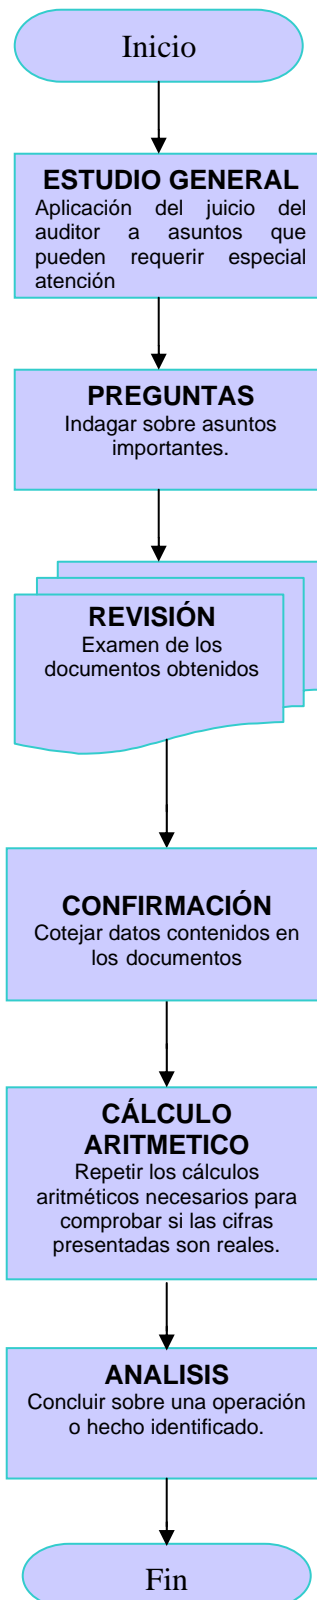 Inicio
ESTUDIO GENERAL
Aplicación del juicio del
auditor a asuntos que
pueden requerir especial
atención
PREGUNTAS
Indagar sobre asuntos
importantes.
REVISIÓN
Examen de los
documentos obtenidos
CONFIRMACIÓN
Cotejar datos contenidos en
los documentos
CÁLCULO
ARITMETICO
Repetir los cálculos
aritméticos necesarios para
comprobar si las cifras
presentadas son reales.
ANALISIS
Concluir sobre una operación
o hecho identificado.
Fin